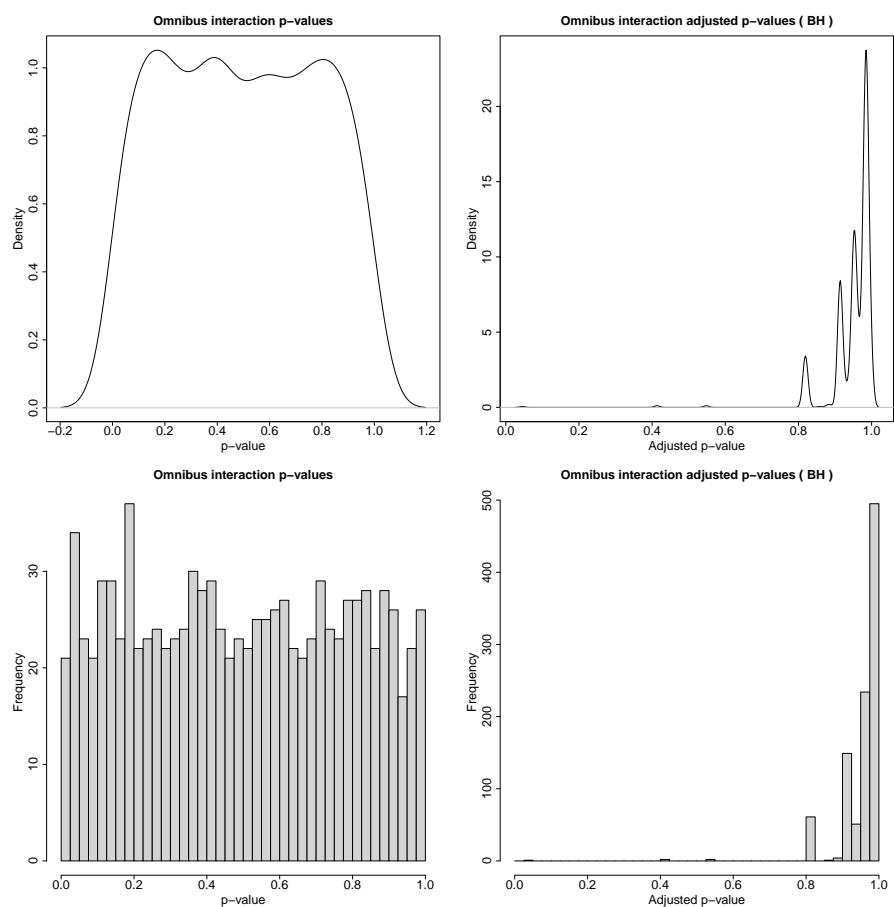 Omnibus interaction p−values
Density
0.0 0.2 0.4 0.6 0.8 1.0
−0.2 0.0 0.2 0.4 0.6 0.8 1.0 1.2
p−value
Omnibus interaction adjusted p−values ( BH )
Density
0 5 10 15 20
0.0 0.2 0.4 0.6 0.8 1.0
Adjusted p−value
Omnibus interaction p−values
Frequency
0 10 20 30
0.0 0.2 0.4 0.6 0.8 1.0
p−value
Omnibus interaction adjusted p−values ( BH )
Frequency
0 100 200 300 400 500
0.0 0.2 0.4 0.6 0.8 1.0
Adjusted p−value